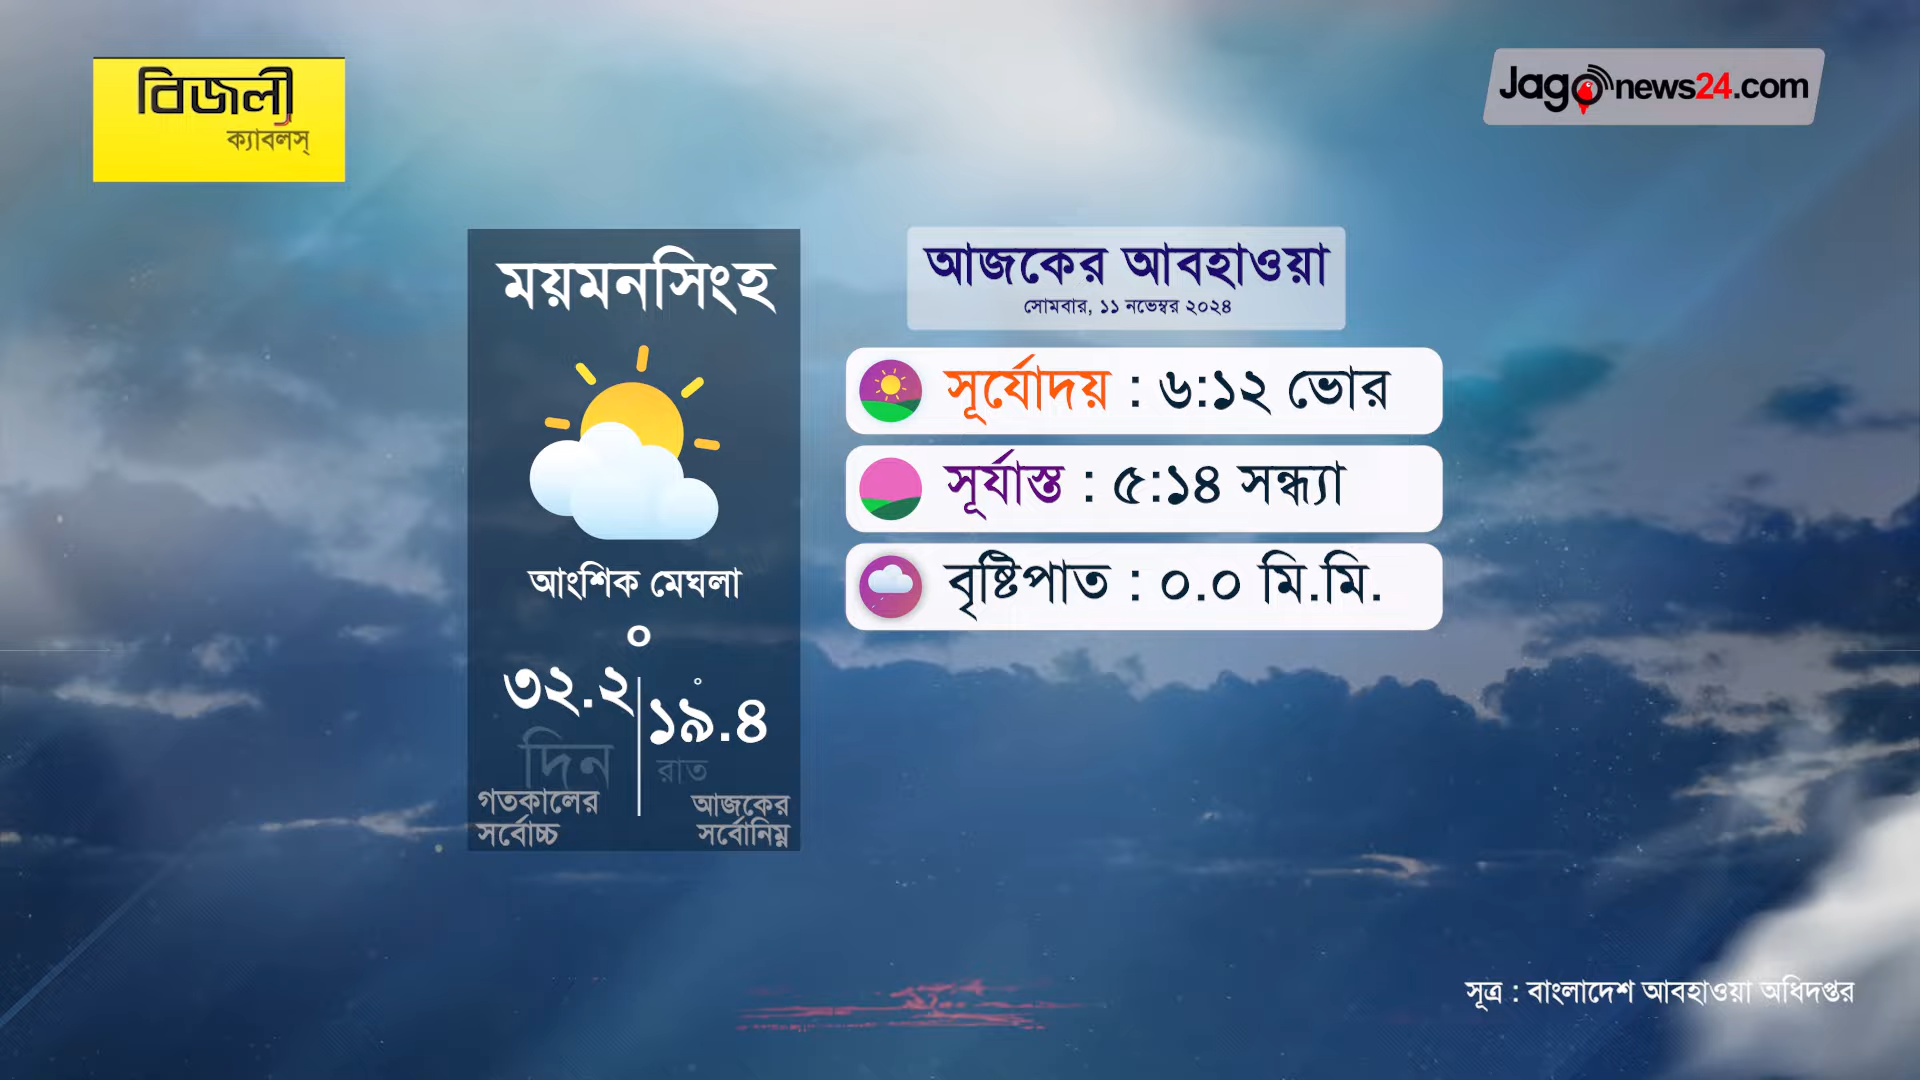 বিজলী
ক্যাবলস্
Jagonews24.com
ময়মনসিংহ
আংশিক মেঘলা
৩২.২°
১৯.৪°
দিন
রাত
গতকালের
সর্বোচ্চ
আজকের
সর্বোনিম্ন
আজকের আবহাওয়া
সোমবার, ১১ নভেম্বর ২০২৪
সূর্যোদয় : ৬:১২ ভোর
সূর্যাস্ত : ৫:১৪ সন্ধ্যা
বৃষ্টিপাত : ০.০ মি.মি.
সূত্র : বাংলাদেশ আবহাওয়া অধিদপ্তর